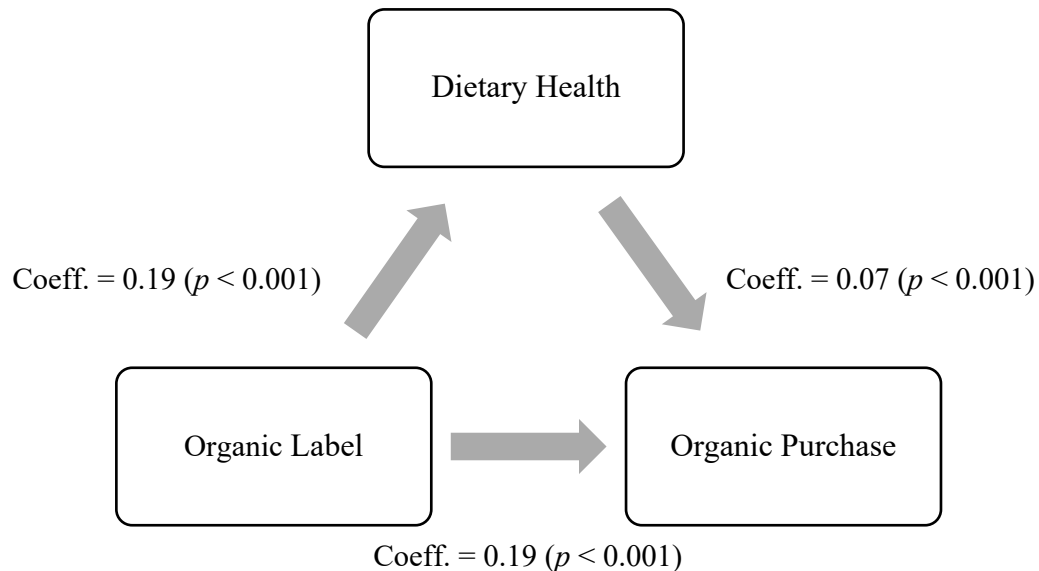 Dietary Health
Coeff. = 0.19 (p < 0.001)
Coeff. = 0.07 (p < 0.001)
Organic Label
Organic Purchase
Coeff. = 0.19 (p < 0.001)